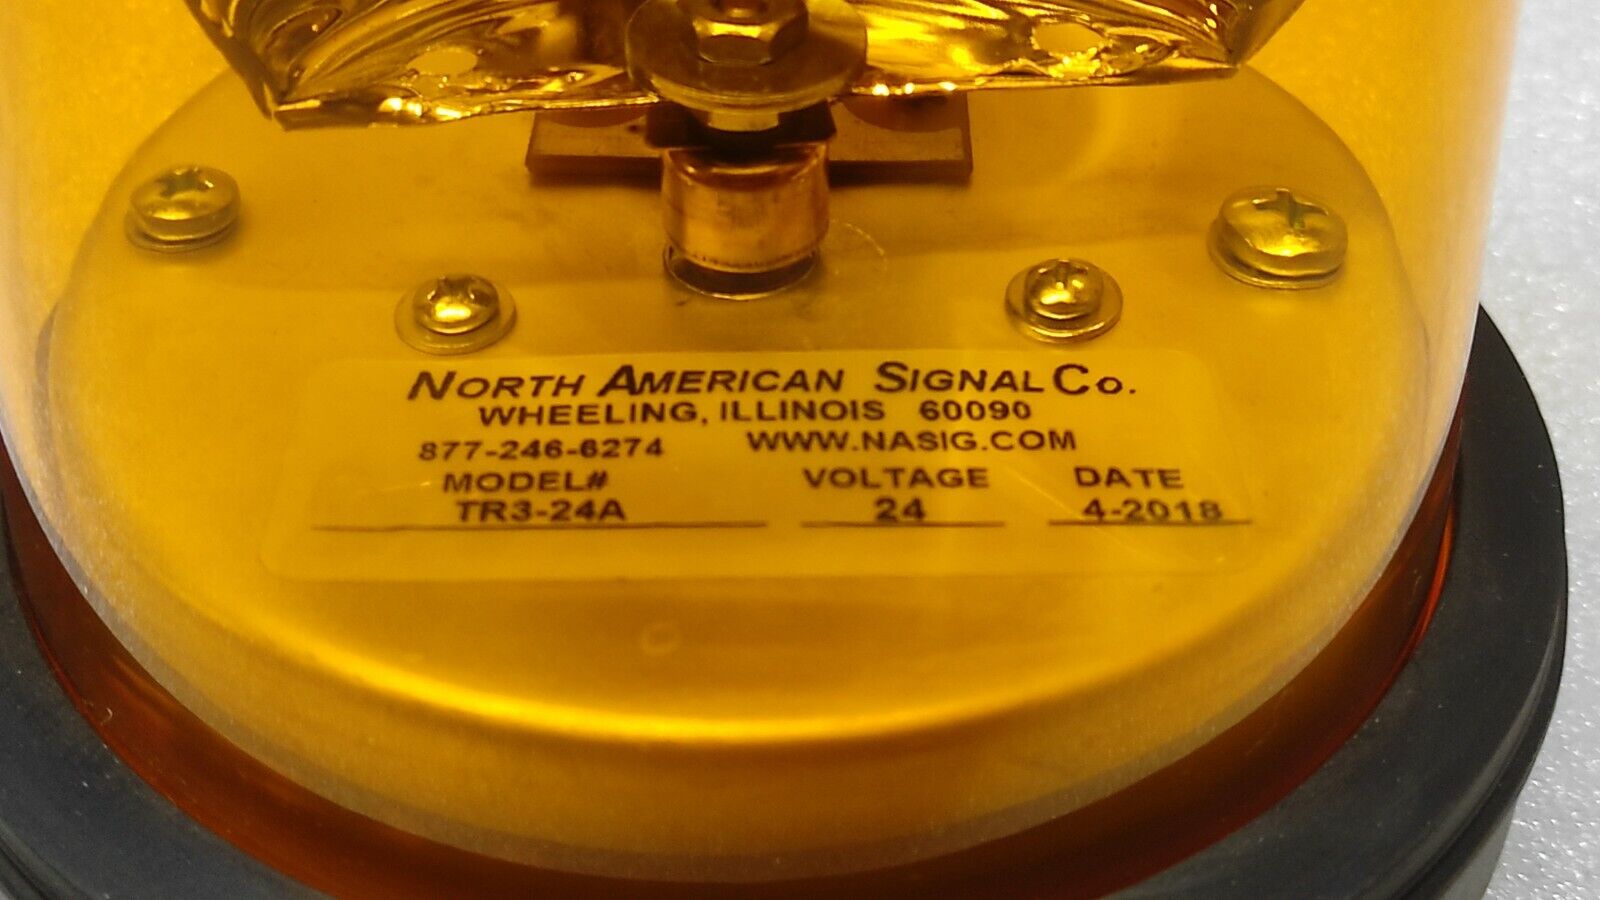 NORTH AMERICAN SIGNAL CO.
WHEELING, ILLINOIS 60090
877-246-6274 WWW.NASIG.COM
MODEL# VOLTAGE DATE
TR3-24A 24 4-2018